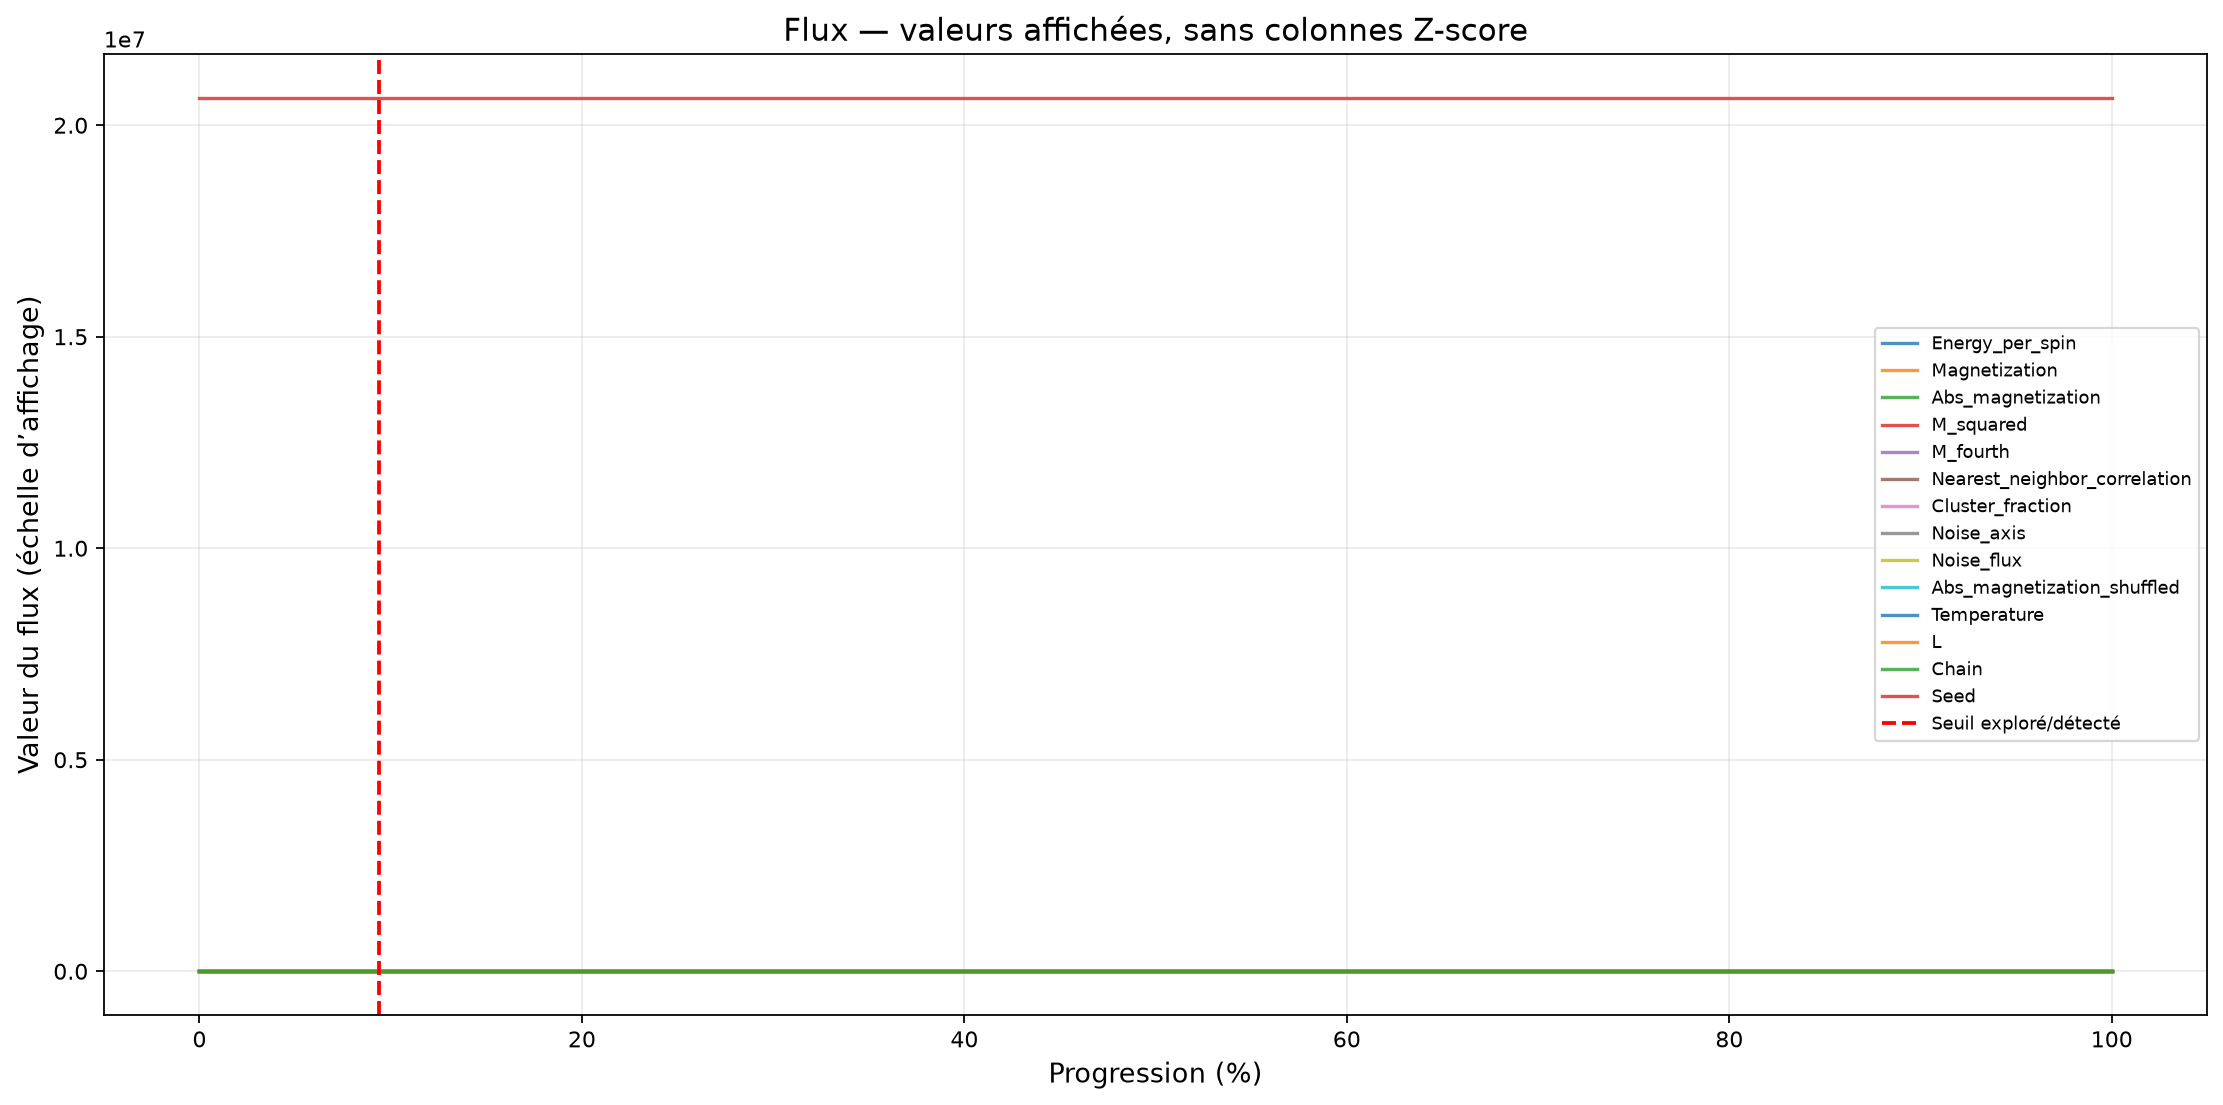 Flux — valeurs affichées, sans colonnes Z-score
1e7
2.0
1.5
1.0
0.5
0.0
Valeur du flux (échelle d’affichage)
Energy_per_spin
Magnetization
Abs_magnetization
M_squared
M_fourth
Nearest_neighbor_correlation
Cluster_fraction
Noise_axis
Noise_flux
Abs_magnetization_shuffled
Temperature
L
Chain
Seed
Seuil exploré/détecté
0 20 40 60 80 100
Progression (%)